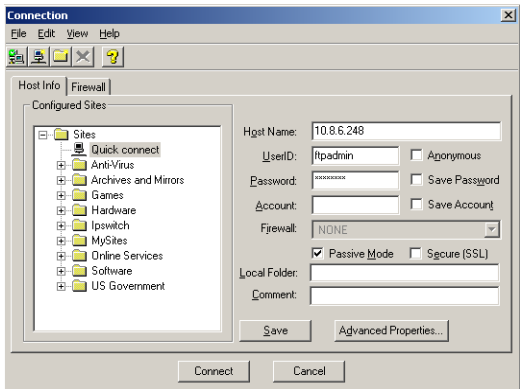 Connection
File Edit View Help
Host Info Firewall
Configured Sites
Sites
Quick connect
Anti-Virus
Archives and Mirrors
Games
Hardware
Ipswitch
MySites
Online Services
Software
US Government
Host Name: 10.8.6.248
UserID: ftpadmin Anonymous
Password: xxxxxxxx Save Password
Account: Save Account
Firewall: NONE
Passive Mode Secure (SSL)
Local Folder:
Comment:
Save Advanced Properties...
Connect Cancel